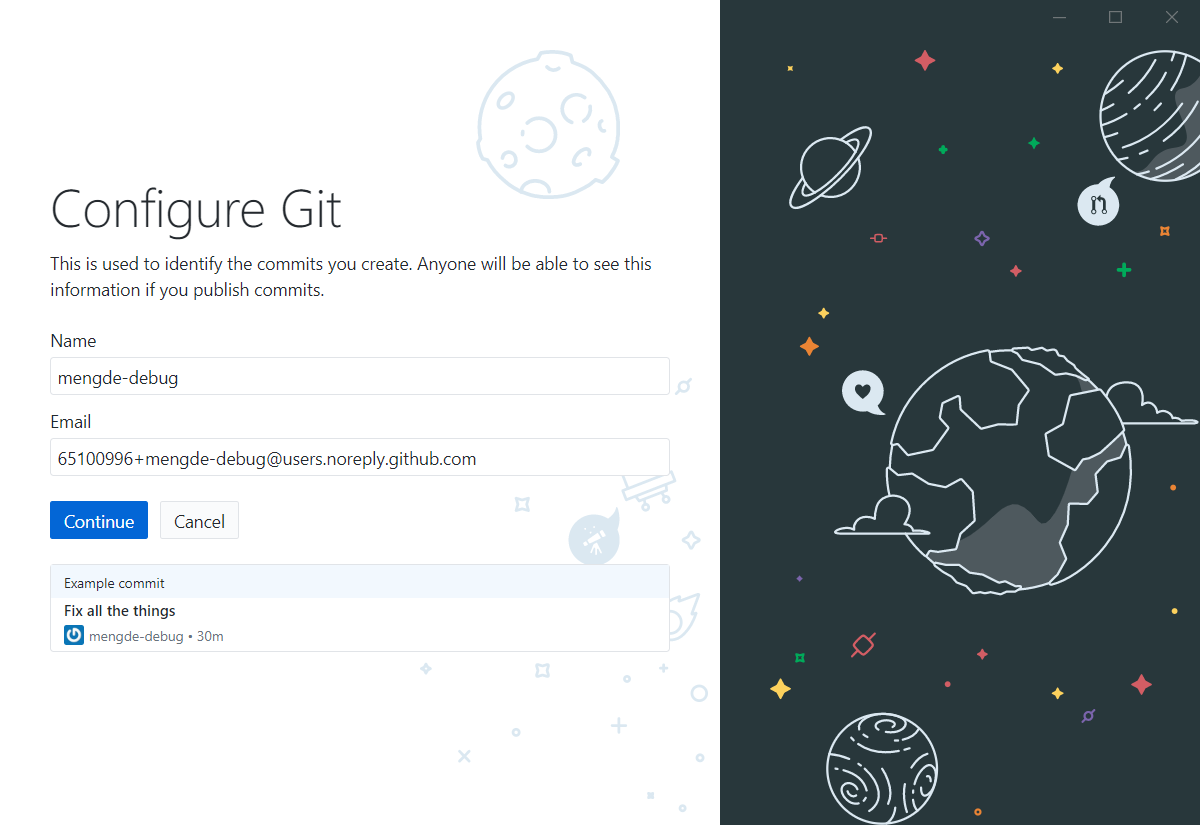 Configure Git
This is used to identify the commits you create. Anyone will be able to see this
information if you publish commits.
Name
mengde-debug
Email
65100996+mengde-debug@users.noreply.github.com
Continue Cancel
Example commit
Fix all the things
mengde-debug • 30m